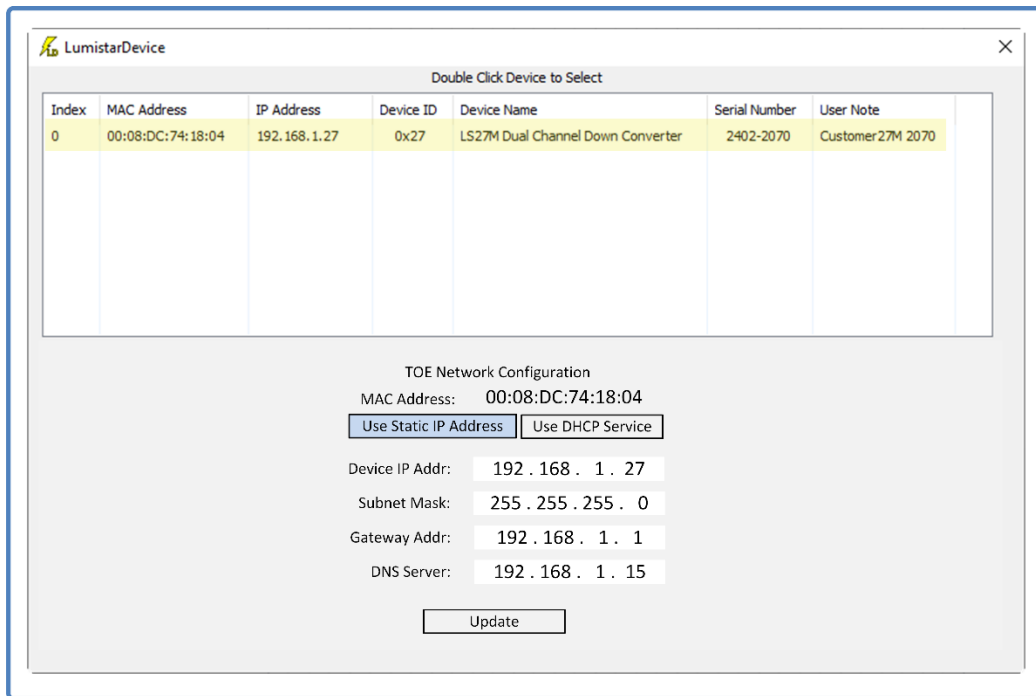 LumistarDevice
Double Click Device to Select
Index MAC Address IP Address Device ID Device Name Serial Number User Note
0 00:08:DC:74:18:04 192.168.1.27 0x27 LS27M Dual Channel Down Converter 2402-2070 Customer27M 2070
TOE Network Configuration
MAC Address: 00:08:DC:74:18:04
Use Static IP Address Use DHCP Service
Device IP Addr: 192 . 168 . 1 . 27
Subnet Mask: 255 . 255 . 255 . 0
Gateway Addr: 192 . 168 . 1 . 1
DNS Server: 192 . 168 . 1 . 15
Update